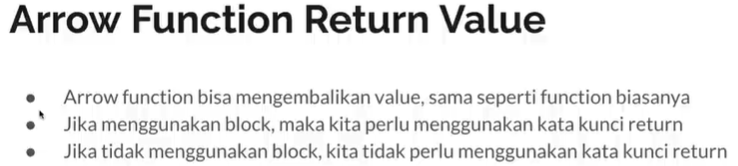 Arrow Function Return Value
Arrow function bisa mengembalikan value, sama seperti function biasanya
Jika menggunakan block, maka kita perlu menggunakan kata kunci return
Jika tidak menggunakan block, kita tidak perlu menggunakan kata kunci return